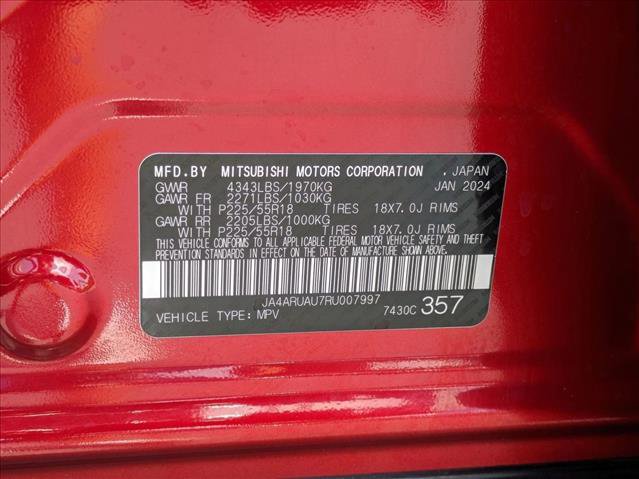 MFD.BY MITSUBISHI MOTORS CORPORATION . JAPAN
GVWR 4343LBS/1970KG JAN 2024
GAWR FR 2271LBS/1030KG
WITH P225/55R18 TIRES 18X7.0J RIMS
GAWR RR 2205LBS/1000KG
WITH P225/55R18 TIRES 18X7.0J RIMS
THIS VEHICLE CONFORMS TO ALL APPLICABLE FEDERAL MOTOR VEHICLE SAFETY AND THEFT
PREVENTION STANDARDS IN EFFECT ON THE DATE OF MANUFACTURE SHOWN ABOVE.
JA4ARUAU7RU007997
VEHICLE TYPE: MPV 7430C 357